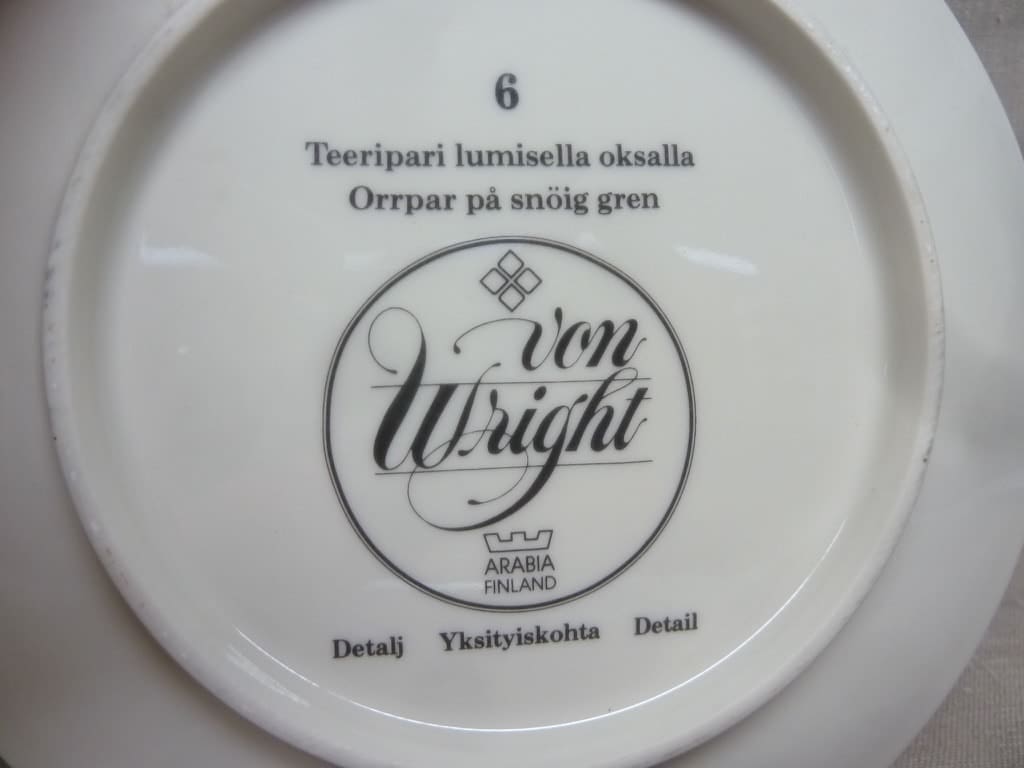 6
Teeripari lumisella oksalla
Orrpar på snöig gren
von
Wright
ARABIA
FINLAND
Detalj Yksityiskohta Detail